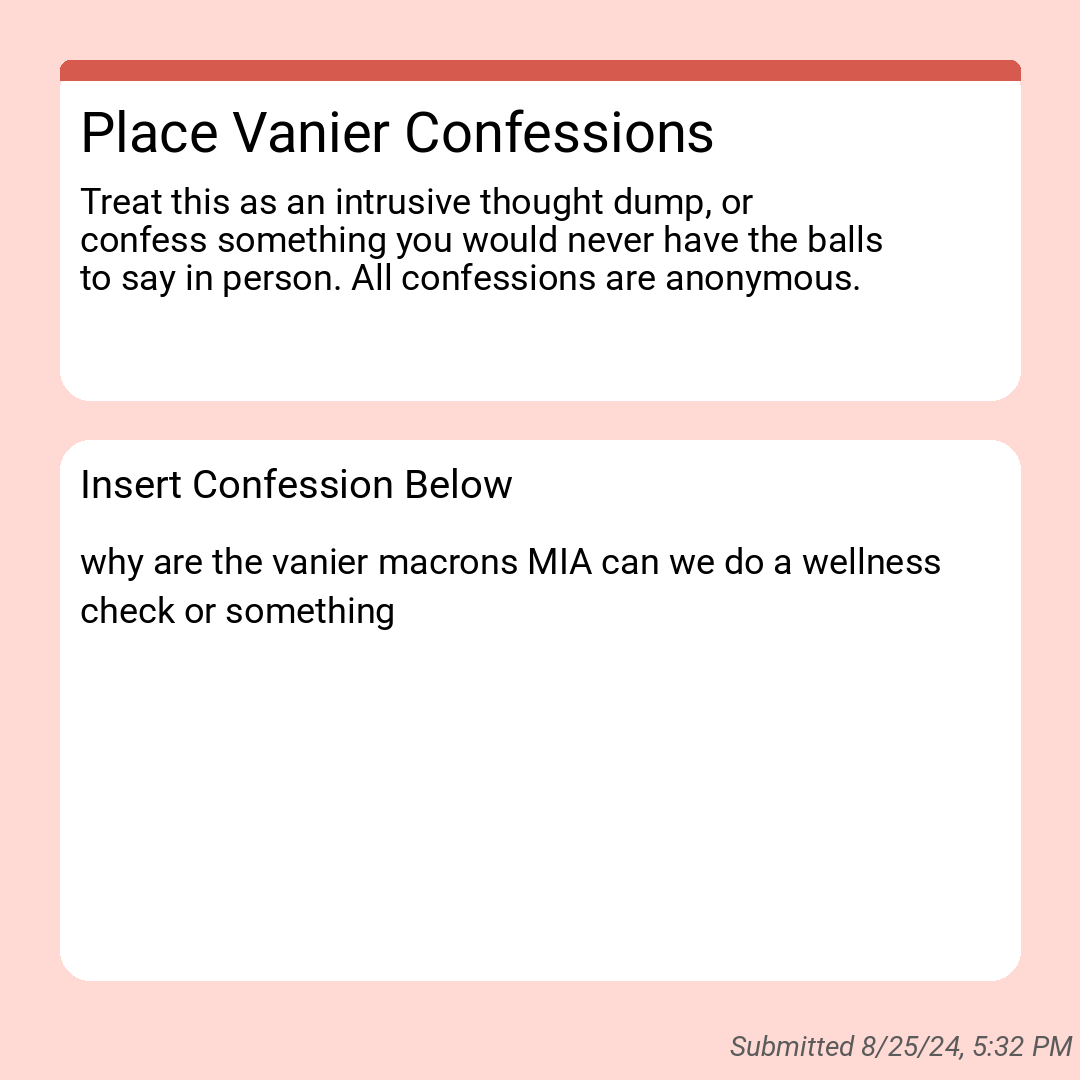 Place Vanier Confessions
Treat this as an intrusive thought dump, or
confess something you would never have the balls
to say in person. All confessions are anonymous.
Insert Confession Below
why are the vanier macrons MIA can we do a wellness
check or something
Submitted 8/25/24, 5:32 PM